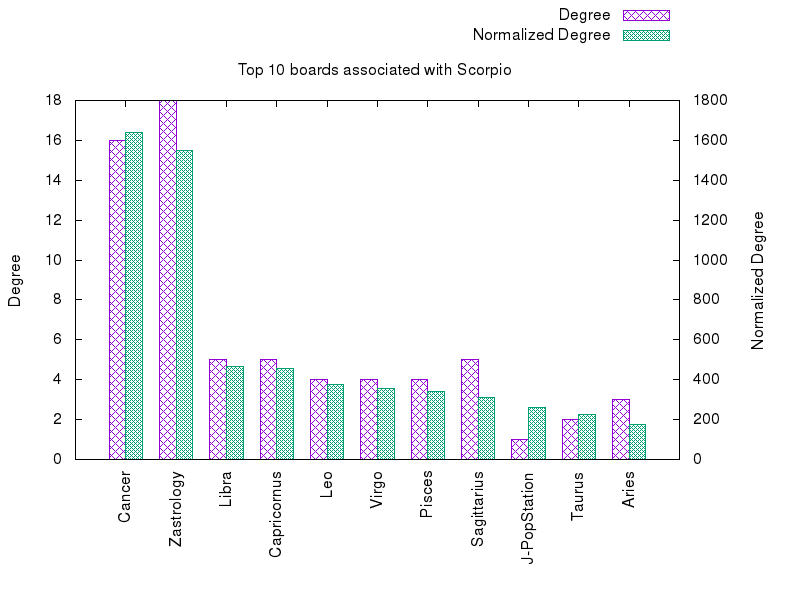 Degree
Normalized Degree
Top 10 boards associated with Scorpio
18 1800
16 1600
14 1400
12 1200
10 1000
8 800
6 600
4 400
2 200
0 0
Degree
Normalized Degree
Cancer
Zastrology
Libra
Capricornus
Leo
Virgo
Pisces
Sagittarius
J-PopStation
Taurus
Aries